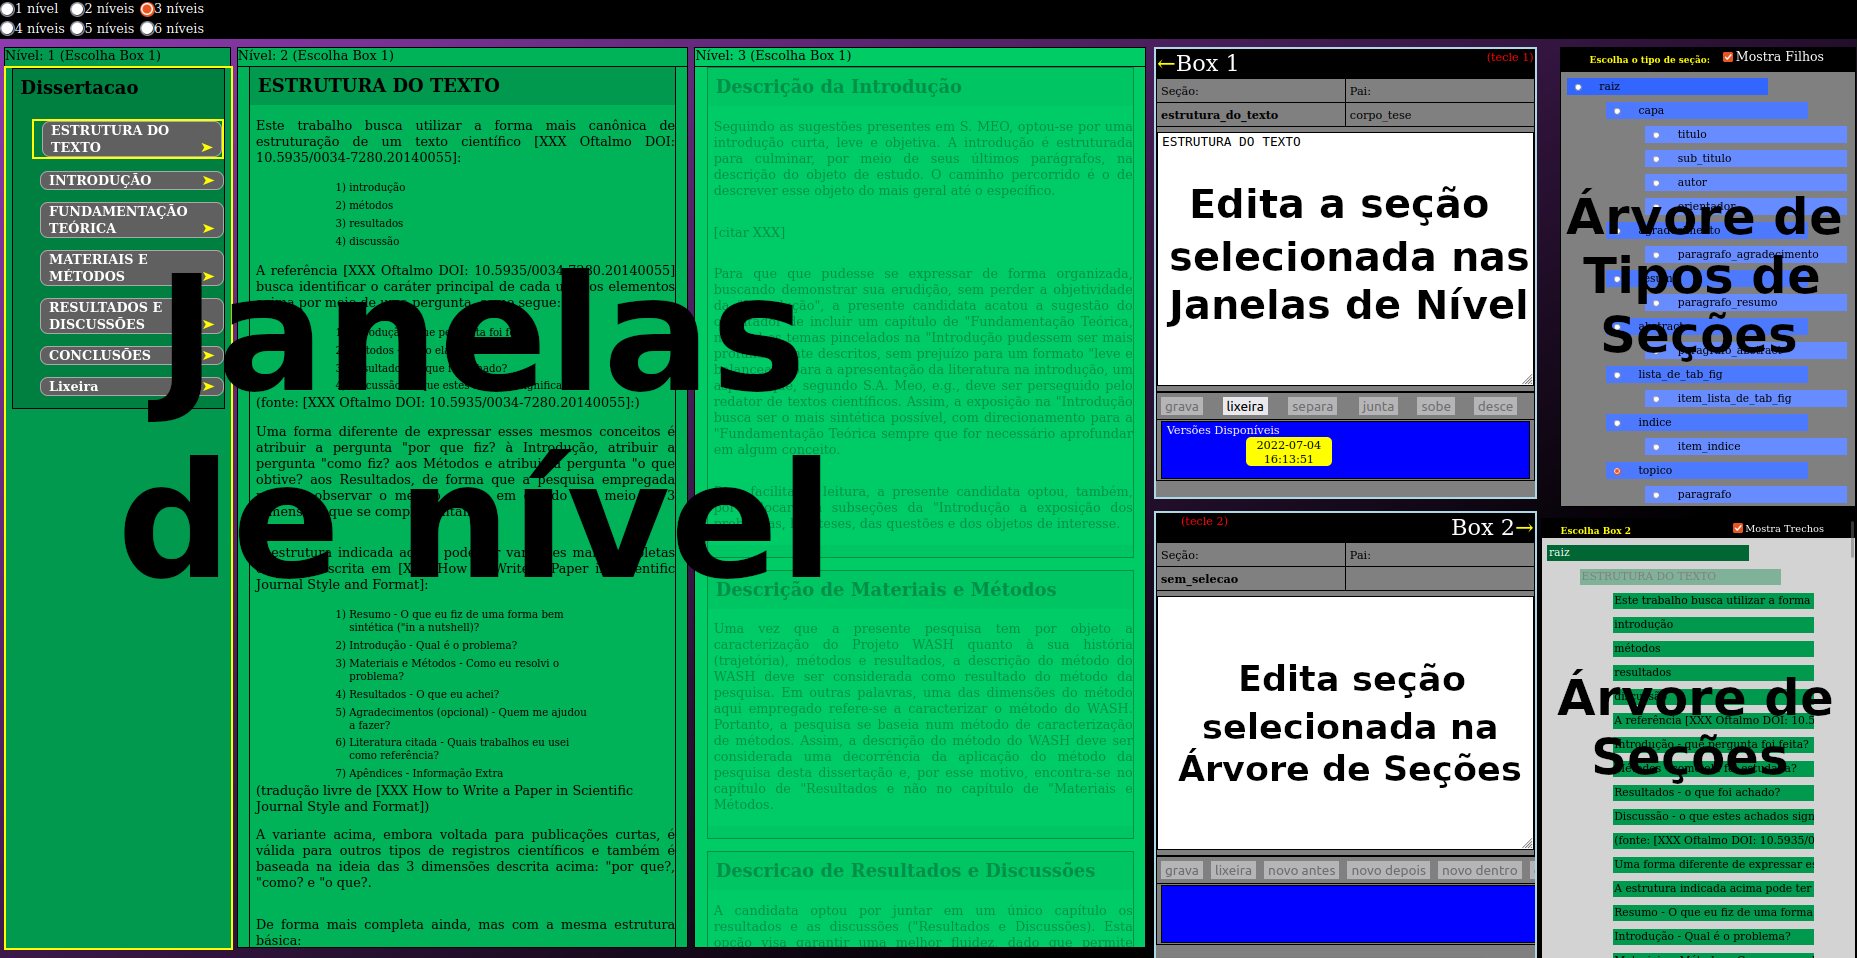 1 nível 2 níveis 3 níveis
4 níveis 5 níveis 6 níveis
Nível: 1 (Escolha Box 1)
Dissertacao
ESTRUTURA DO
TEXTO ➤
INTRODUÇÃO ➤
FUNDAMENTAÇÃO
TEÓRICA ➤
MATERIAIS E
MÉTODOS ➤
RESULTADOS E
DISCUSSÕES ➤
CONCLUSÕES ➤
Lixeira ➤
Janelas
de nível
Nível: 2 (Escolha Box 1)
ESTRUTURA DO TEXTO
Este trabalho busca utilizar a forma mais canônica de
estruturação de um texto científico [XXX Oftalmo DOI:
10.5935/0034-7280.20140055]:
1) introdução
2) métodos
3) resultados
4) discussão
A referência [XXX Oftalmo DOI: 10.5935/0034-7280.20140055]
busca identificar o caráter principal de cada um dos elementos
acima por meio de uma pergunta, como segue:
(fonte: [XXX Oftalmo DOI: 10.5935/0034-7280.20140055]:)
Uma forma diferente de expressar esses mesmos conceitos é
atribuir a pergunta "por que fiz? à Introdução, atribuir a
pergunta "como fiz? aos Métodos e atribuir a pergunta "o que
obtive? aos Resultados, de forma que a pesquisa empregada
observar o em meio 3
que se
A estrutura indicada acima pode ter variantes mais completas
descrita em [XXX How to Write a Paper in Scientific
Journal Style and Format]:
1) Resumo - O que eu fiz de uma forma bem
sintética ("in a nutshell)?
2) Introdução - Qual é o problema?
3) Materiais e Métodos - Como eu resolvi o
problema?
4) Resultados - O que eu achei?
5) Agradecimentos (opcional) - Quem me ajudou
a fazer?
6) Literatura citada - Quais trabalhos eu usei
como referência?
7) Apêndices - Informação Extra
(tradução livre de [XXX How to Write a Paper in Scientific
Journal Style and Format])
A variante acima, embora voltada para publicações curtas, é
válida para outros tipos de registros científicos e também é
baseada na ideia das 3 dimensões descrita acima: "por que?,
"como? e "o que?.
De forma mais completa ainda, mas com a mesma estrutura
básica:
Nível: 3 (Escolha Box 1)
Descrição da Introdução
Seguindo as sugestões presentes em S. MEO, optou-se por uma
introdução curta, leve e objetiva. A introdução é estruturada
para culminar, por meio de seus últimos parágrafos, na
descrição do objeto de estudo. O caminho percorrido é o de
descrever esse objeto do mais geral até o específico.
[citar XXX]
Para que que pudesse se expressar de forma organizada,
buscando demonstrar sua erudição, sem perder a objetividade
da "Introdução", a presente candidata acatou a sugestão do
orientador de incluir um capítulo de "Fundamentação Teórica,
temas pincelados na "Introdução pudessem ser mais
profundamente descritos, sem prejuízo para um formato "leve e
balanceado para a apresentação da literatura na introdução, um
segundo S.A. Meo, e.g., deve ser perseguido pelo
redator de textos científicos. Assim, a exposição na "Introdução
busca ser o mais sintética possível, com direcionamento para a
"Fundamentação Teórica sempre que for necessário aprofundar
em algum conceito.
facilitar a leitura, a presente candidata optou, também,
por colocar subseções da "Introdução a exposição dos
problemas, hipóteses, das questões e dos objetos de interesse.
Descrição de Materiais e Métodos
Uma vez que a presente pesquisa tem por objeto a
caracterização do Projeto WASH quanto à sua história
(trajetória), métodos e resultados, a descrição do método do
WASH deve ser considerada como resultado do método da
pesquisa. Em outras palavras, uma das dimensões do método
aqui empregado refere-se a caracterizar o método do WASH.
Portanto, a pesquisa se baseia num método de caracterização
de métodos. Assim, a descrição do método do WASH deve ser
considerada uma decorrência da aplicação do método da
pesquisa desta dissertação e, por esse motivo, encontra-se no
capítulo de "Resultados e não no capítulo de "Materiais e
Métodos.
Descricao de Resultados e Discussões
A candidata optou por juntar em um único capítulo os
resultados e as discussões ("Resultados e Discussões). Esta
opção visa garantir uma melhor fluidez, dado que permite
←Box 1 (tecle 1)
Seção: Pai:
estrutura_do_texto corpo_tese
ESTRUTURA DO TEXTO
Edita a seção
selecionada nas
Janelas de Nível
grava lixeira separa junta sobe desce
Versões Disponíveis
2022-07-04
16:13:51
(tecle 2) Box 2→
Seção: Pai:
sem_selecao
Edita seção
selecionada na
Árvore de Seções
grava lixeira novo antes novo depois novo dentro
Escolha o tipo de seção: Mostra Filhos
raiz
capa
titulo
sub_titulo
autor
orientador
agradecimento
paragrafo_agradecimento
resumo
paragrafo_resumo
abstract
paragrafo_abstract
lista_de_tab_fig
item_lista_de_tab_fig
indice
item_indice
topico
paragrafo
Árvore de
Tipos de
Seções
Escolha Box 2 Mostra Trechos
raiz
ESTRUTURA DO TEXTO
Este trabalho busca utilizar a forma
introdução
métodos
resultados
discussão
A referência [XXX Oftalmo DOI: 10.5
Introdução - que pergunta foi feita?
Resultados - o que foi achado?
Discussão - o que estes achados sign
(fonte: [XXX Oftalmo DOI: 10.5935/0
Uma forma diferente de expressar es
A estrutura indicada acima pode ter
Resumo - O que eu fiz de uma forma
Introdução - Qual é o problema?
Árvore de
Seções